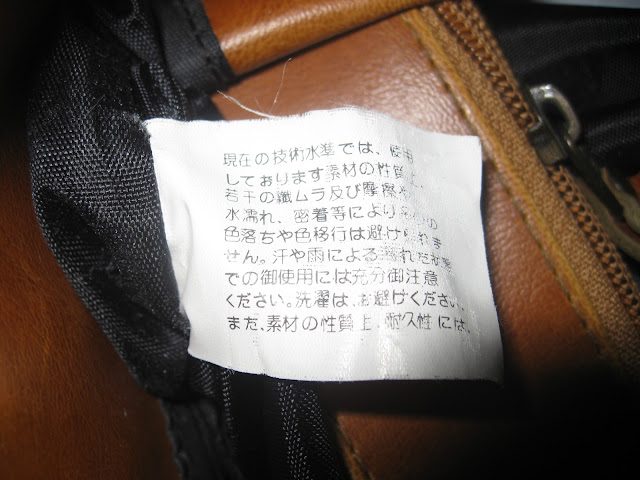 現在の技術水準では、使用
しております素材の性質上、
若干の繊ムラ及び摩擦や
水濡れ、密着等により
色落ちや色移行は避けられま
せん。汗や雨による濡れた状態
での御使用には充分御注意
ください。洗濯は、お避けください。
また、素材の性質上、耐久性には、